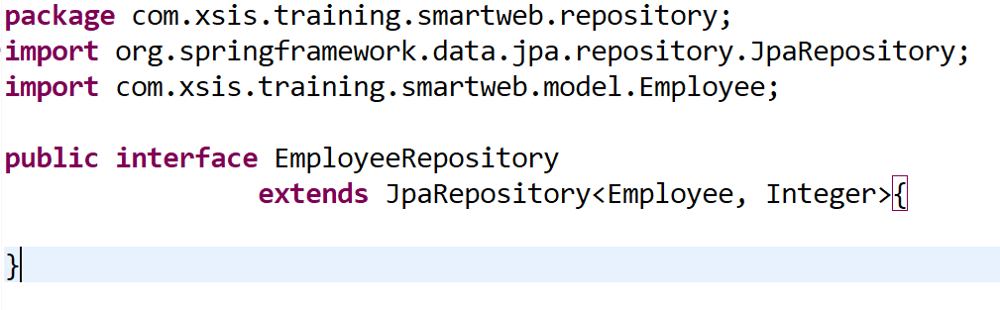 package com.xsis.training.smartweb.repository;
import org.springframework.data.jpa.repository.JpaRepository;
import com.xsis.training.smartweb.model.Employee;
public interface EmployeeRepository
extends JpaRepository<Employee, Integer>{
}